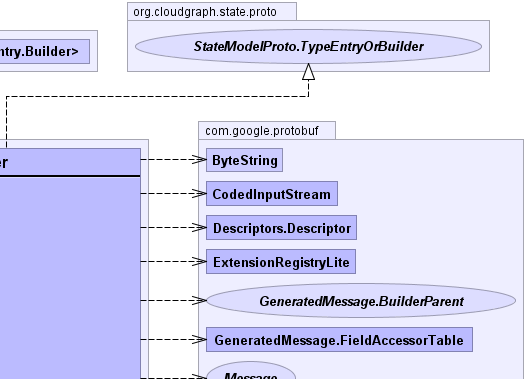 org.cloudgraph.state.proto
StateModelProto.TypeEntryOrBuilder
ntry.Builder>
com.google.protobuf
er
ByteString
CodedInputStream
Descriptors.Descriptor
ExtensionRegistryLite
GeneratedMessage.BuilderParent
GeneratedMessage.FieldAccessorTable
Message